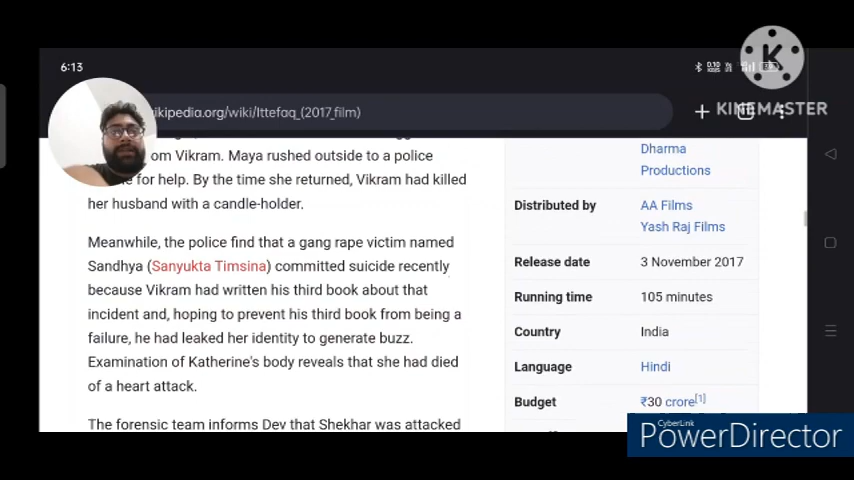 6:13
KINEMASTER
ikipedia.org/wiki/Ittefaq_(2017_film)
om Vikram. Maya rushed outside to a police
for help. By the time she returned, Vikram had killed
her husband with a candle-holder.
Meanwhile, the police find that a gang rape victim named
Sandhya (Sanyukta Timsina) committed suicide recently
because Vikram had written his third book about that
incident and, hoping to prevent his third book from being a
failure, he had leaked her identity to generate buzz.
Examination of Katherine's body reveals that she had died
of a heart attack.
The forensic team informs Dev that Shekhar was attacked
Dharma
Productions
Distributed by AA Films
Yash Raj Films
Release date 3 November 2017
Running time 105 minutes
Country India
Language Hindi
Budget ₹30 crore[1]
CyberLink
PowerDirector